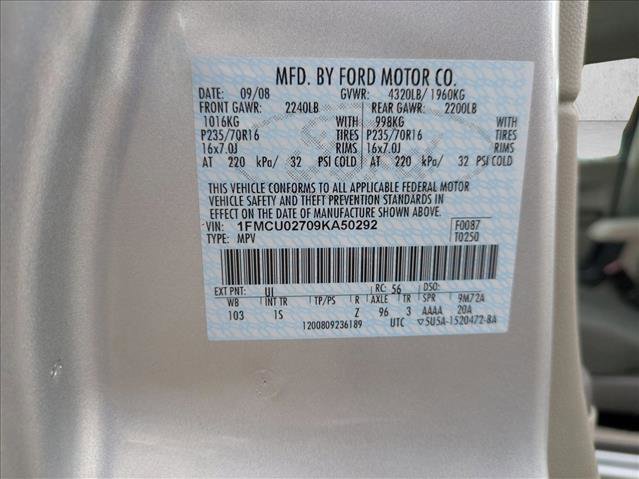 MFD. BY FORD MOTOR CO.
DATE: 09/08 GVWR: 4320LB/1960KG
FRONT GAWR: 2240LB REAR GAWR: 2200LB
1016KG WITH 998KG WITH
P235/70R16 TIRES P235/70R16 TIRES
16x7.0J RIMS 16x7.0J RIMS
AT 220 kPa/ 32 PSI COLD AT 220 kPa/ 32 PSI COLD
THIS VEHICLE CONFORMS TO ALL APPLICABLE FEDERAL MOTOR
VEHICLE SAFETY AND THEFT PREVENTION STANDARDS IN
EFFECT ON THE DATE OF MANUFACTURE SHOWN ABOVE.
VIN: 1FMCU02709KA50292 F0087
TYPE: MPV T0250
EXT PNT: UI RC: 56 DSO:
WB INT TR TP/PS R AXLE TR SPR 9M72A
103 1S Z 96 3 AAAA 20A
1200809236189 UTC ▽5U5A-1520472-BA